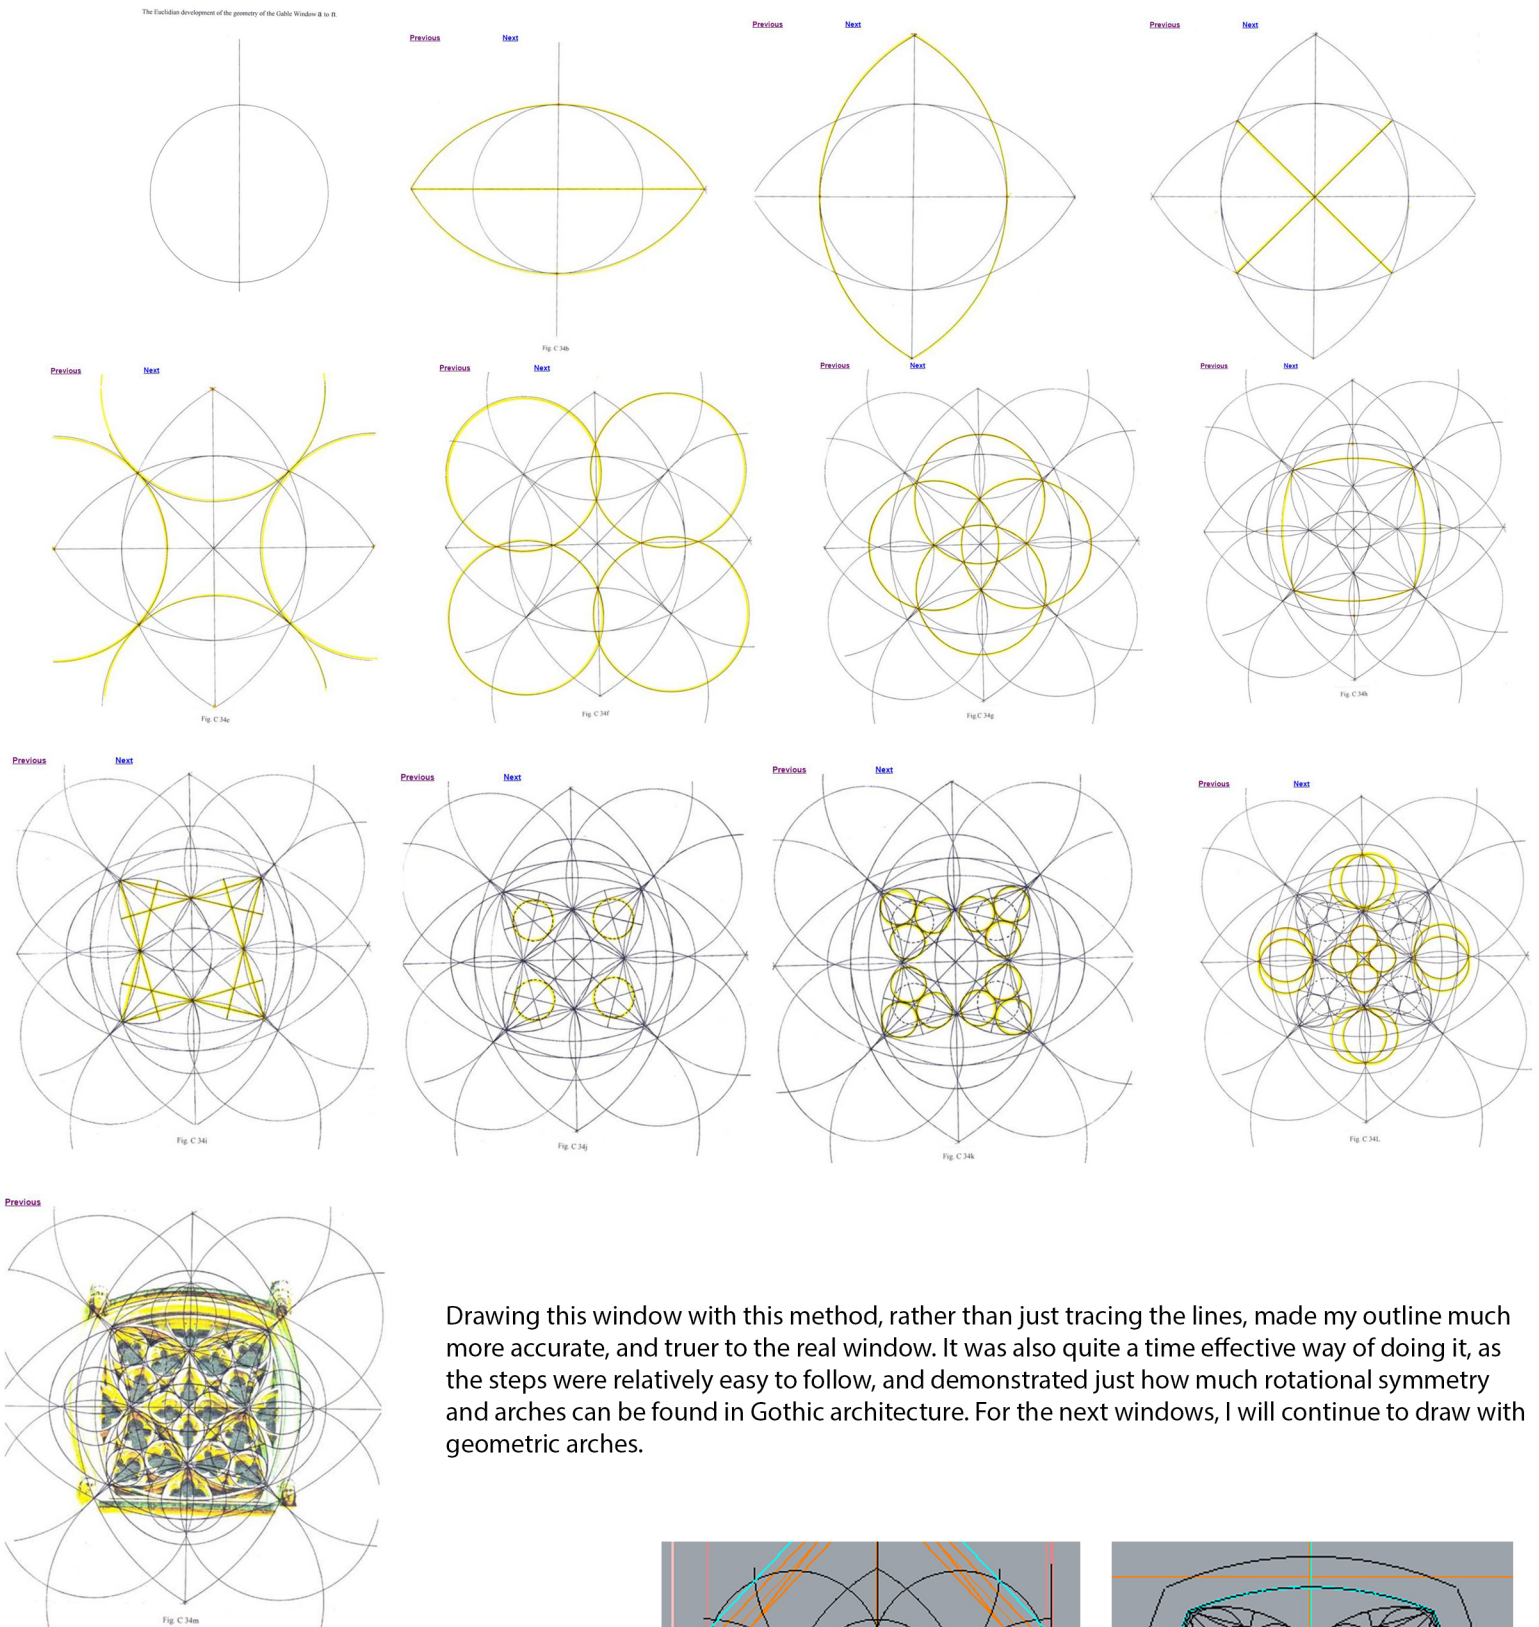 The Euclidian development of the geometry of the Gable Window a to n.
Previous Next
Previous Next
Previous Next
Fig. C 34b
Previous Next
Previous Next
Previous Next
Previous Next
Fig. C 34e
Fig. C 34f
Fig.C 34g
Fig. C 34h
Previous Next
Previous Next
Previous Next
Previous Next
Fig. C 34i
Fig. C 34j
Fig. C 34k
Fig. C 34L
Previous
Drawing this window with this method, rather than just tracing the lines, made my outline much
more accurate, and truer to the real window. It was also quite a time effective way of doing it, as
the steps were relatively easy to follow, and demonstrated just how much rotational symmetry
and arches can be found in Gothic architecture. For the next windows, I will continue to draw with
geometric arches.
Fig. C 34m